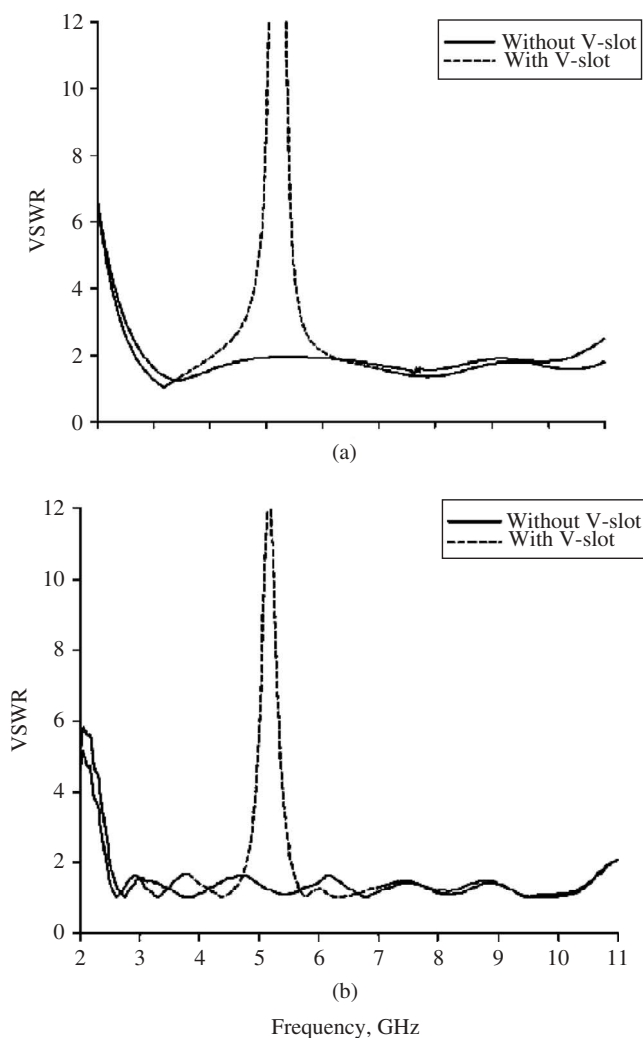 12
10
8
6
4
2
0
VSWR
Without V-slot
With V-slot
(a)
12
10
8
6
4
2
0
VSWR
Without V-slot
With V-slot
2 3 4 5 6 7 8 9 10 11
(b)
Frequency, GHz